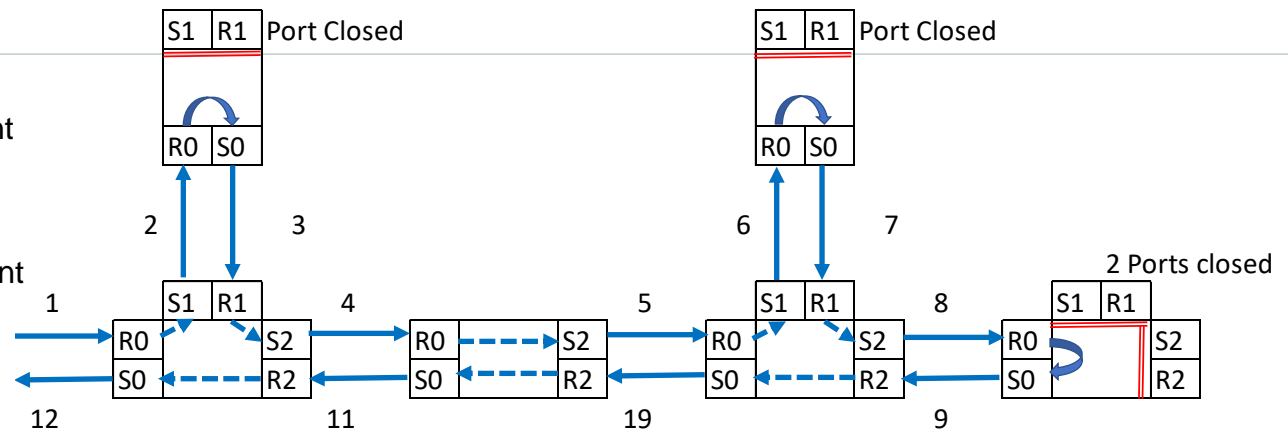 S1 R1 Port Closed
S1 R1 Port Closed
nt
R0 S0
R0 S0
2 3
6 7
nt
2 Ports closed
1
S1 R1
4
5
S1 R1
8
S1 R1
R0 S2
R0 S2
R0 S2
R0 S2
S0 R2
S0 R2
S0 R2
S0 R2
12 11 19 9